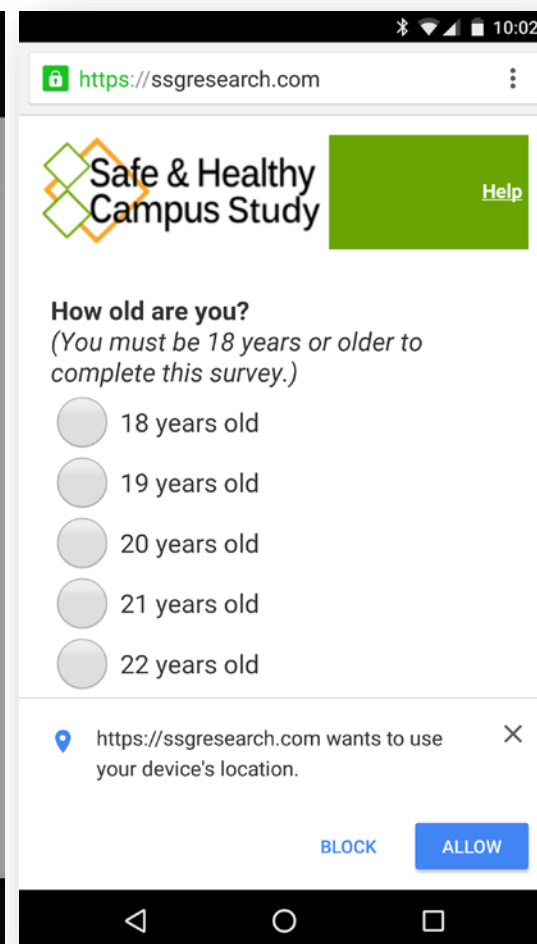 10:02
https://ssgresearch.com
Safe & Healthy
Campus Study
Help
How old are you?
(You must be 18 years or older to
complete this survey.)
18 years old
19 years old
20 years old
21 years old
22 years old
https://ssgresearch.com wants to use
your device's location.
BLOCK
ALLOW